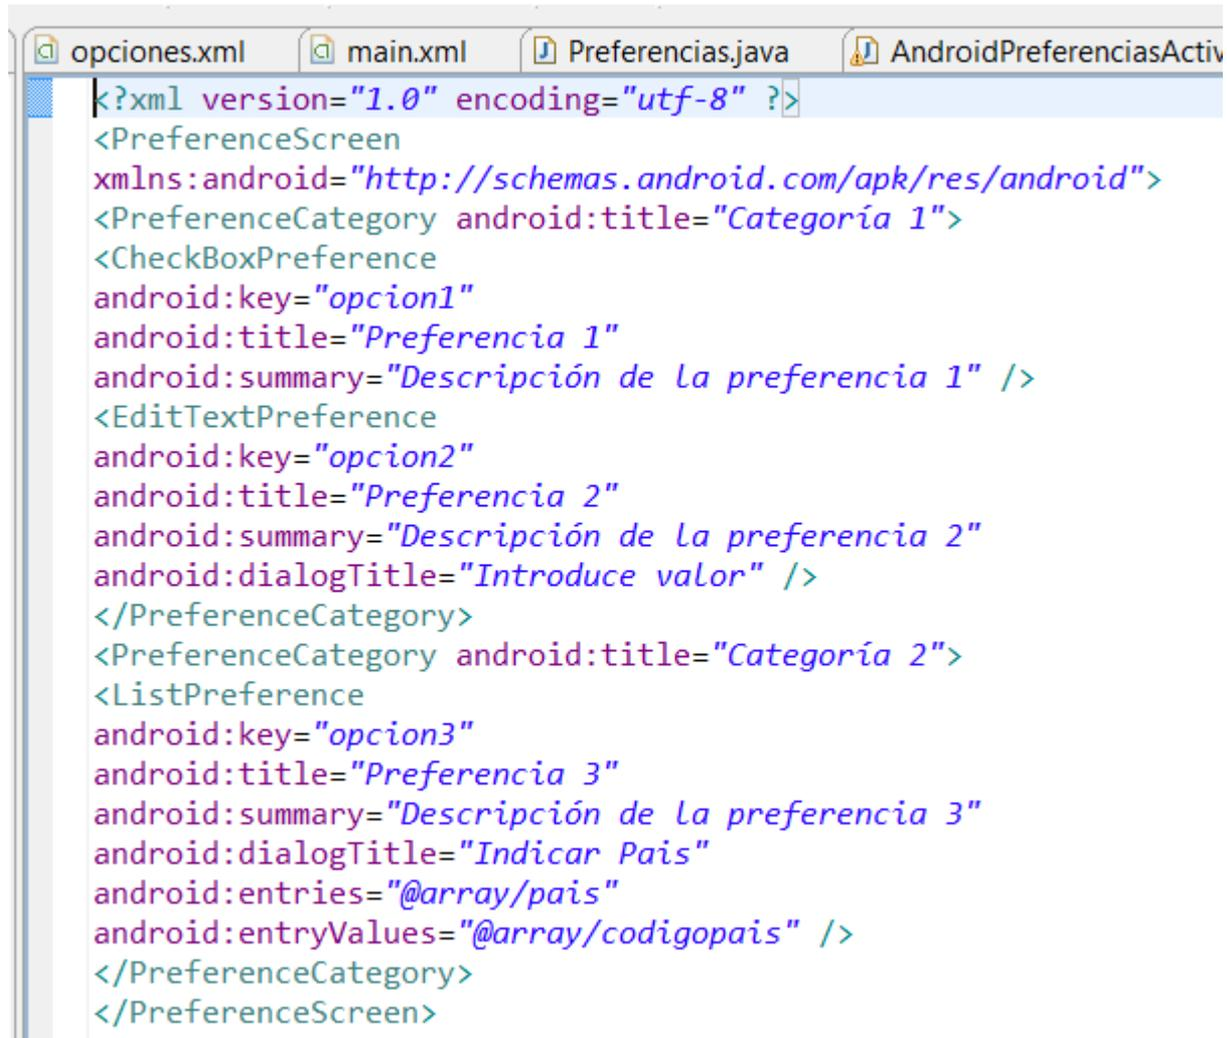 opciones.xml main.xml Preferencias.java AndroidPreferenciasActiv
<?xml version="1.0" encoding="utf-8" ?>
<PreferenceScreen
xmlns:android="http://schemas.android.com/apk/res/android">
<PreferenceCategory android:title="Categoría 1">
<CheckBoxPreference
android:key="opcion1"
android:title="Preferencia 1"
android:summary="Descripción de la preferencia 1" />
<EditTextPreference
android:key="opcion2"
android:title="Preferencia 2"
android:summary="Descripción de la preferencia 2"
android:dialogTitle="Introduce valor" />
</PreferenceCategory>
<PreferenceCategory android:title="Categoría 2">
<ListPreference
android:key="opcion3"
android:title="Preferencia 3"
android:summary="Descripción de la preferencia 3"
android:dialogTitle="Indicar Pais"
android:entries="@array/pais"
android:entryValues="@array/codigopais" />
</PreferenceCategory>
</PreferenceScreen>